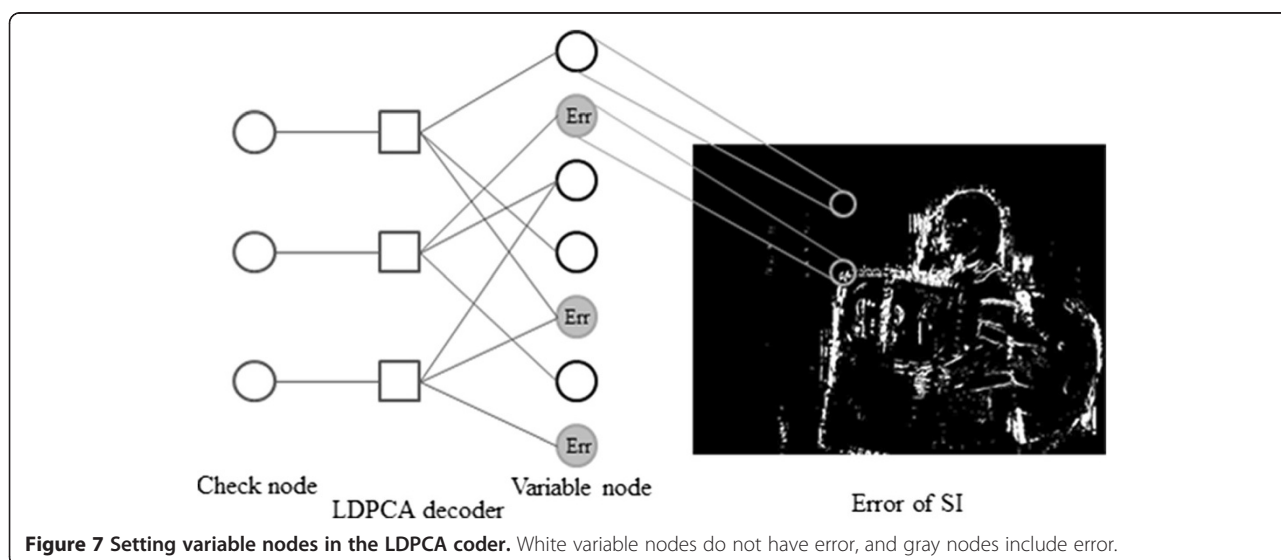 Err
Err
Err
Check node
Variable node
LDPCA decoder
Error of SI
Figure 7 Setting variable nodes in the LDPCA coder. White variable nodes do not have error, and gray nodes include error.